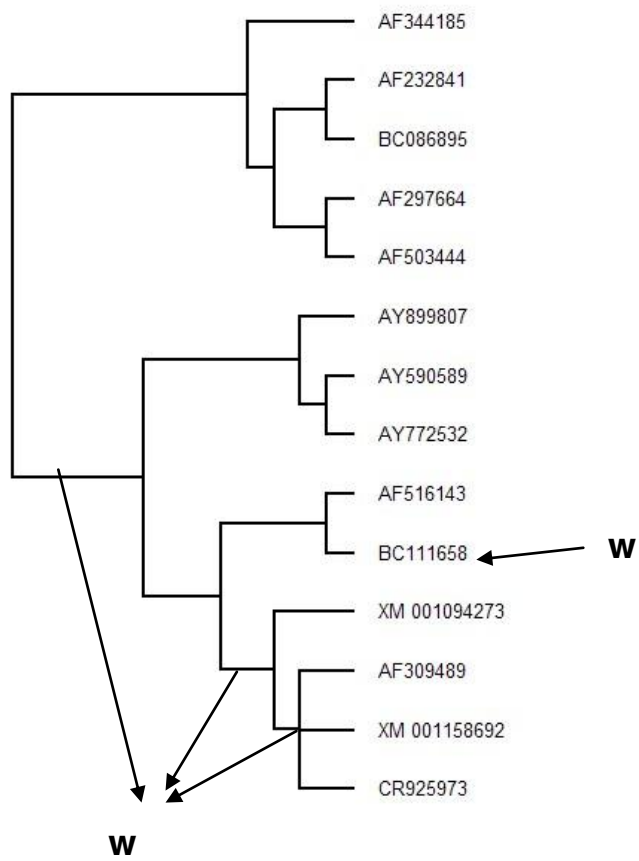 AF344185
AF232841
BC086895
AF297664
AF503444
AY899807
AY590589
AY772532
AF516143
BC111658
W
XM 001094273
AF309489
XM 001158692
CR925973
W